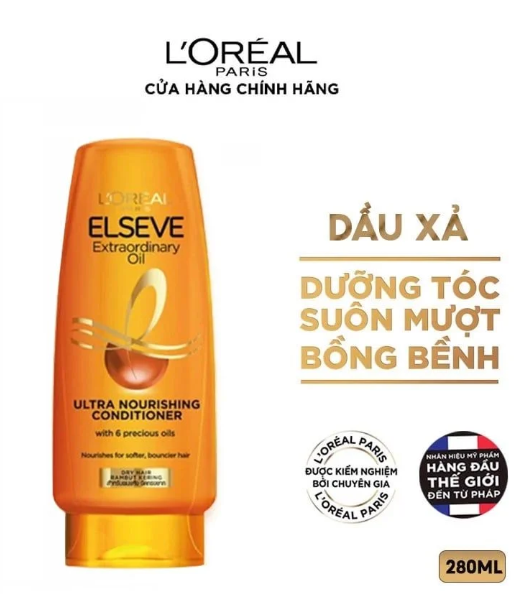 L'ORÉAL
PARIS
CỬA HÀNG CHÍNH HÃNG
L'ORÉAL
ELSEVE
Extraordinary
Oil
ULTRA NOURISHING
CONDITIONER
with 6 precious oils
Nourishes for softer, bouncier hair
DRY HAIR
RAMBUT KERING
DẦU XẢ
DƯỠNG TÓC
SUÔN MƯỢT
BỒNG BỀNH
L'ORÉAL PARIS
ĐƯỢC KIỂM NGHIỆM
BỞI CHUYÊN GIA
L'ORÉAL PARIS
NHÃN HIỆU MỸ PHẨM
HÀNG ĐẦU
THẾ GIỚI
ĐẾN TỪ PHÁP
280ML